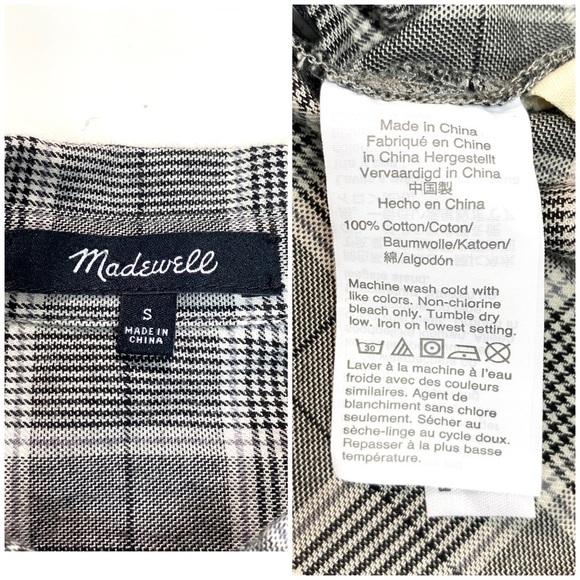 Madewell
S
MADE IN
CHINA
Made in China
Fabriqué en Chine
in China Hergestellt
Vervaardigd in China
中国製
Hecho en China
100% Cotton/Coton/
Baumwolle/Katoen/
綿/algodón
Machine wash cold with
like colors. Non-chlorine
bleach only. Tumble dry
low. Iron on lowest setting.
30
Laver à la machine à l'eau
froide avec des couleurs
similaires. Agent de
blanchiment sans chlore
seulement. Sécher au
sèche-linge au cycle doux.
Repasser à la plus basse
température.